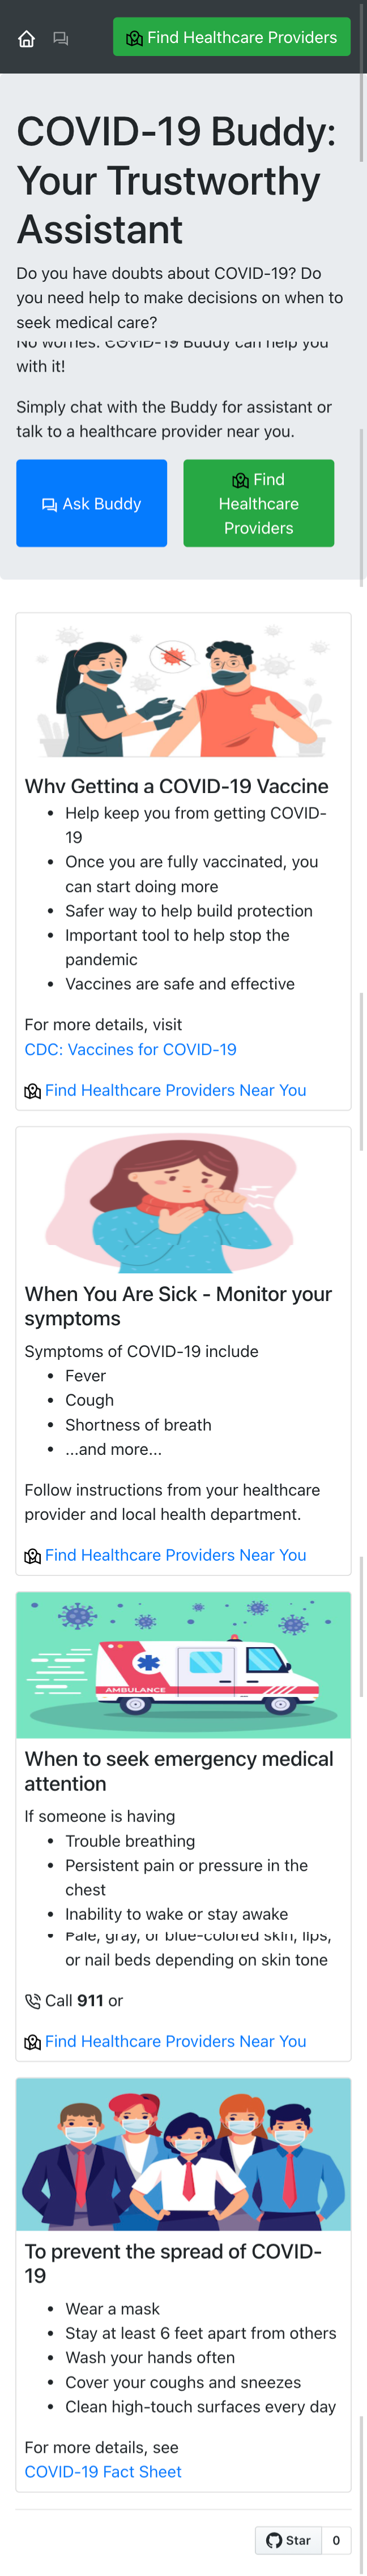 Find Healthcare Providers
COVID-19 Buddy:
Your Trustworthy
Assistant
Do you have doubts about COVID-19? Do
you need help to make decisions on when to
seek medical care?
No worries. COVID-19 Buddy can help you
with it!
Simply chat with the Buddy for assistant or
talk to a healthcare provider near you.
Ask Buddy
Find
Healthcare
Providers
Why Getting a COVID-19 Vaccine
• Help keep you from getting COVID-
19
• Once you are fully vaccinated, you
can start doing more
• Safer way to help build protection
• Important tool to help stop the
pandemic
• Vaccines are safe and effective
For more details, visit
CDC: Vaccines for COVID-19
Find Healthcare Providers Near You
When You Are Sick - Monitor your
symptoms
Symptoms of COVID-19 include
• Fever
• Cough
• Shortness of breath
• ...and more...
Follow instructions from your healthcare
provider and local health department.
Find Healthcare Providers Near You
AMBULANCE
When to seek emergency medical
attention
If someone is having
• Trouble breathing
• Persistent pain or pressure in the
chest
• Inability to wake or stay awake
• Pale, gray, or blue-colored skin, lips,
or nail beds depending on skin tone
Call 911 or
Find Healthcare Providers Near You
To prevent the spread of COVID-
19
• Wear a mask
• Stay at least 6 feet apart from others
• Wash your hands often
• Cover your coughs and sneezes
• Clean high-touch surfaces every day
For more details, see
COVID-19 Fact Sheet
Star 0